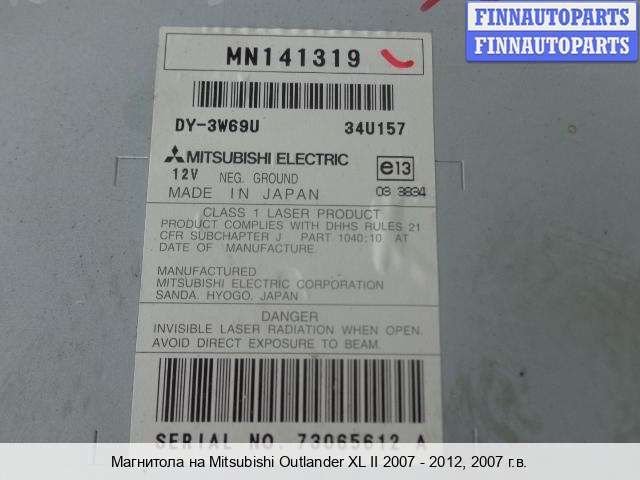 FINNAUTOPARTS
FINNAUTOPARTS
MN141319
DY-3W69U 34U157
MITSUBISHI ELECTRIC e13
12V NEG. GROUND
MADE IN JAPAN 03 3834
CLASS 1 LASER PRODUCT
PRODUCT COMPLIES WITH DHHS RULES 21
CFR SUBCHAPTER J PART 1040:10 AT
DATE OF MANUFACTURE.
MANUFACTURED
MITSUBISHI ELECTRIC CORPORATION
SANDA. HYOGO. JAPAN
DANGER
INVISIBLE LASER RADIATION WHEN OPEN.
AVOID DIRECT EXPOSURE TO BEAM.
SERIAL NO. 73065612 A
Магнитола на Mitsubishi Outlander XL II 2007 - 2012, 2007 г.в.